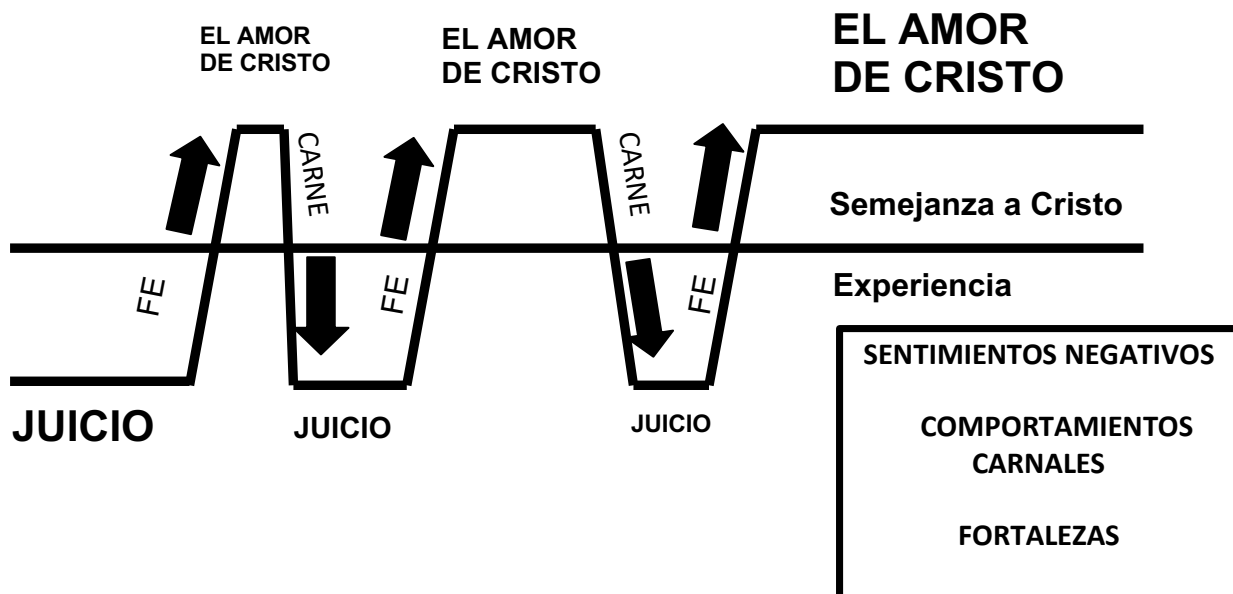 EL AMOR
DE CRISTO
EL AMOR
DE CRISTO
EL AMOR
DE CRISTO
CARNE
CARNE
Semejanza a Cristo
FE
FE
FE
Experiencia
SENTIMIENTOS NEGATIVOS
COMPORTAMIENTOS
CARNALES
FORTALEZAS
JUICIO
JUICIO
JUICIO